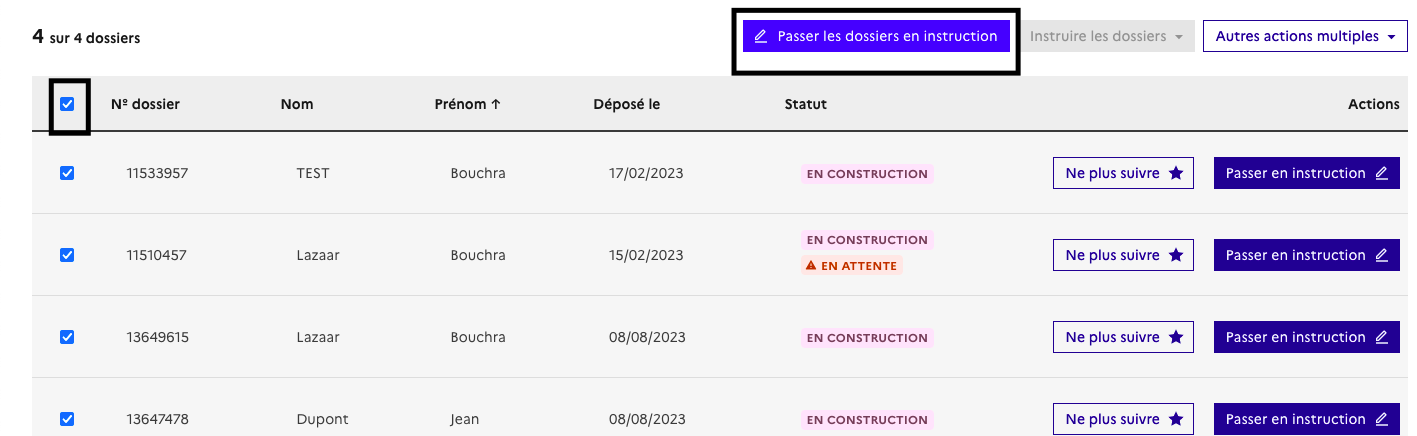 4 sur 4 dossiers
Passer les dossiers en instruction
Instruire les dossiers
Autres actions multiples
Nº dossier Nom Prénom ↑ Déposé le Statut Actions
11533957 TEST Bouchra 17/02/2023 EN CONSTRUCTION Ne plus suivre Passer en instruction
11510457 Lazaar Bouchra 15/02/2023 EN CONSTRUCTION Ne plus suivre Passer en instruction
EN ATTENTE
13649615 Lazaar Bouchra 08/08/2023 EN CONSTRUCTION Ne plus suivre Passer en instruction
13647478 Dupont Jean 08/08/2023 EN CONSTRUCTION Ne plus suivre Passer en instruction